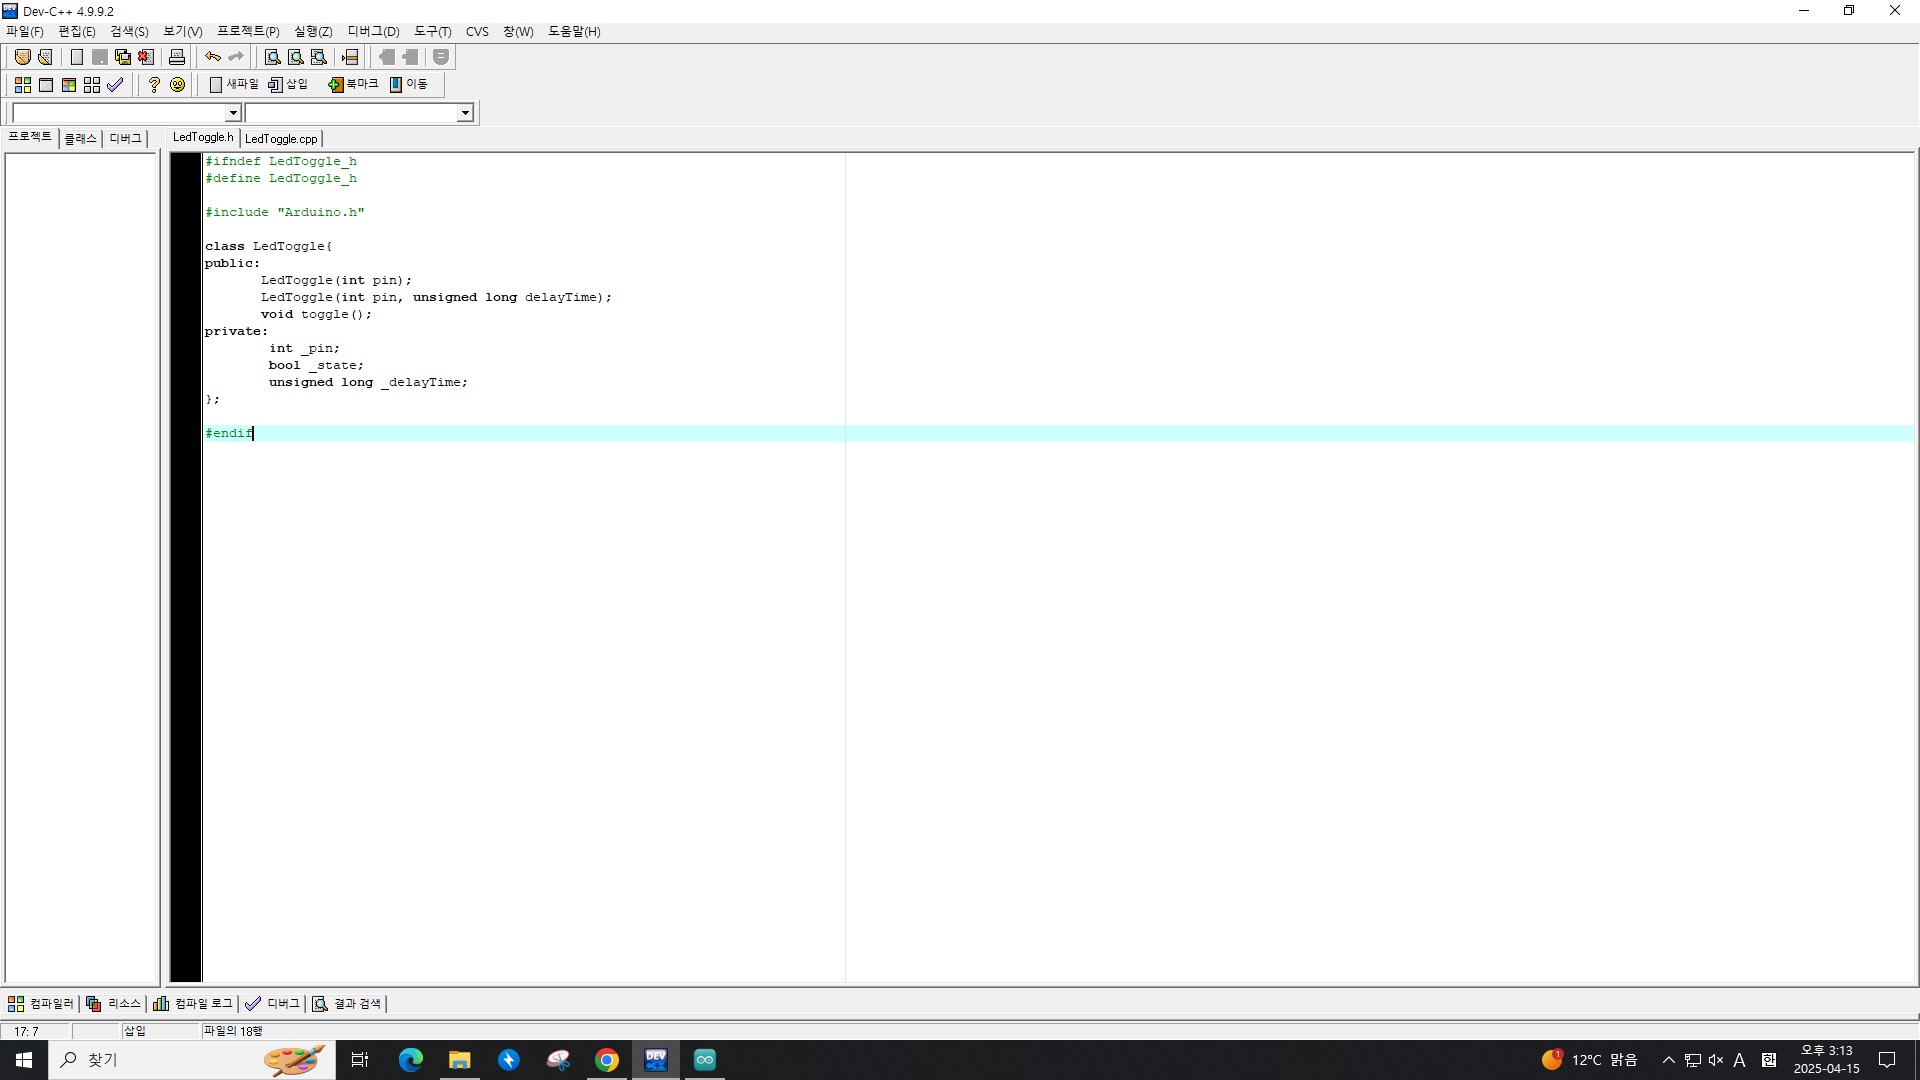 Dev-C++ 4.9.9.2
파일(F) 편집(E) 검색(S) 보기(V) 프로젝트(P) 실행(Z) 디버그(D) 도구(T) CVS 창(W) 도움말(H)
새파일 삽입 북마크 이동
프로젝트 클래스 디버그 LedToggle.h LedToggle.cpp
#ifndef LedToggle_h
#define LedToggle_h
#include "Arduino.h"
class LedToggle{
public:
LedToggle(int pin);
LedToggle(int pin, unsigned long delayTime);
void toggle();
private:
int _pin;
bool _state;
unsigned long _delayTime;
};
#endif
컴파일러 리소스 컴파일 로그 디버그 결과 검색
17: 7 삽입 파일의 18행
찾기 DEV 1 12°C 맑음 A 한 오후 3:13
2025-04-15